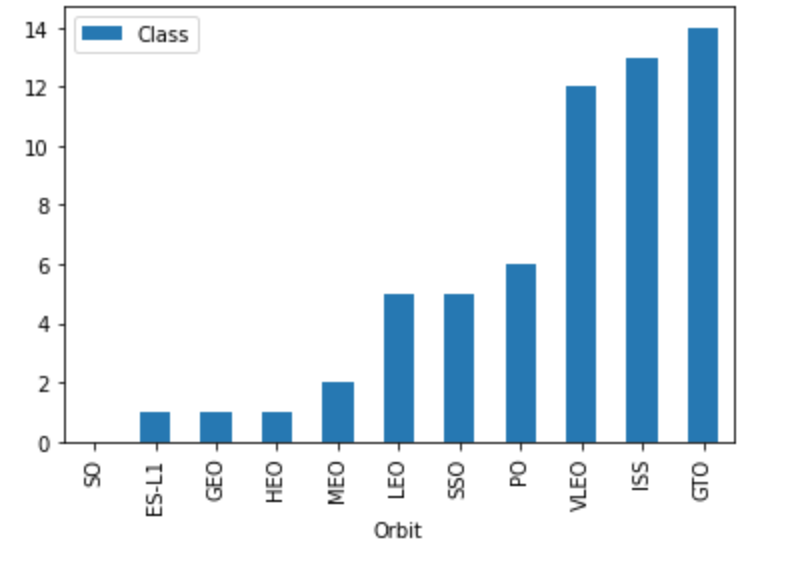 14
Class
12
10
8
6
4
2
0
SO
ES-L1
GEO
HEO
MEO
LEO
SSO
PO
VLEO
ISS
GTO
Orbit